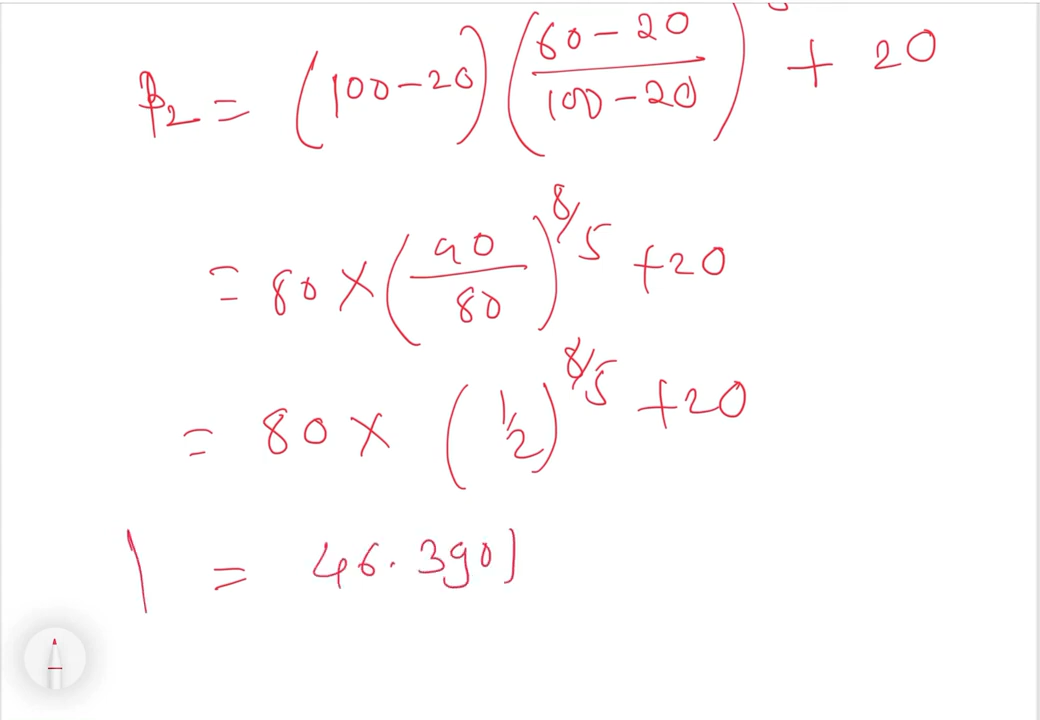 β₂ = (100-20) (60-20/100-20) + 20
= 80 × (40/80)^8/5 + 20
= 80 × (1/2)^8/5 + 20
= 46.3901